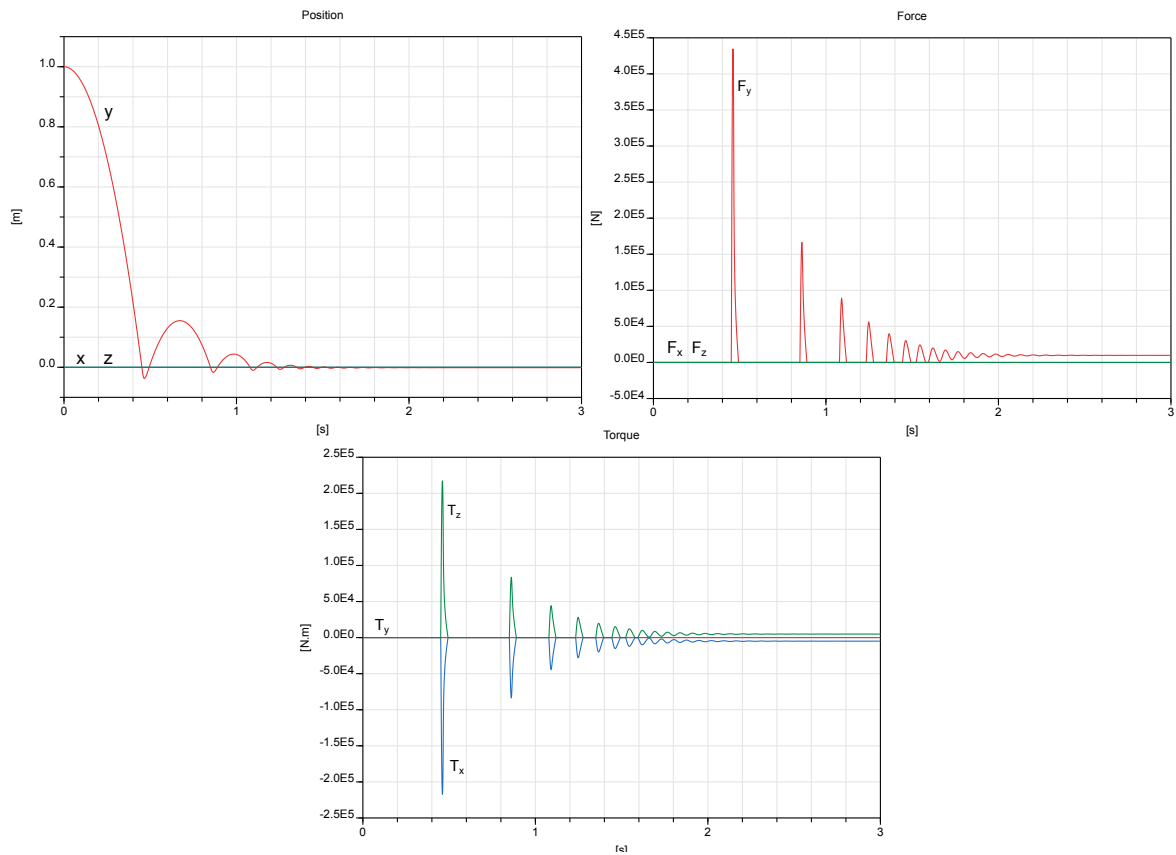 Position
1.0
0.8
0.6
0.4
0.2
0.0
[m]
y
x z
0
1
2
3
[s]
Force
4.5E5
4.0E5
3.5E5
3.0E5
2.5E5
2.0E5
1.5E5
1.0E5
5.0E4
0.0E0
-5.0E4
[N]
Fy
Fx Fz
0
1
2
3
[s]
Torque
2.5E5
2.0E5
1.5E5
1.0E5
5.0E4
0.0E0
-5.0E4
-1.0E5
-1.5E5
-2.0E5
-2.5E5
[N.m]
Tz
Ty
Tx
0
1
2
3
[s]